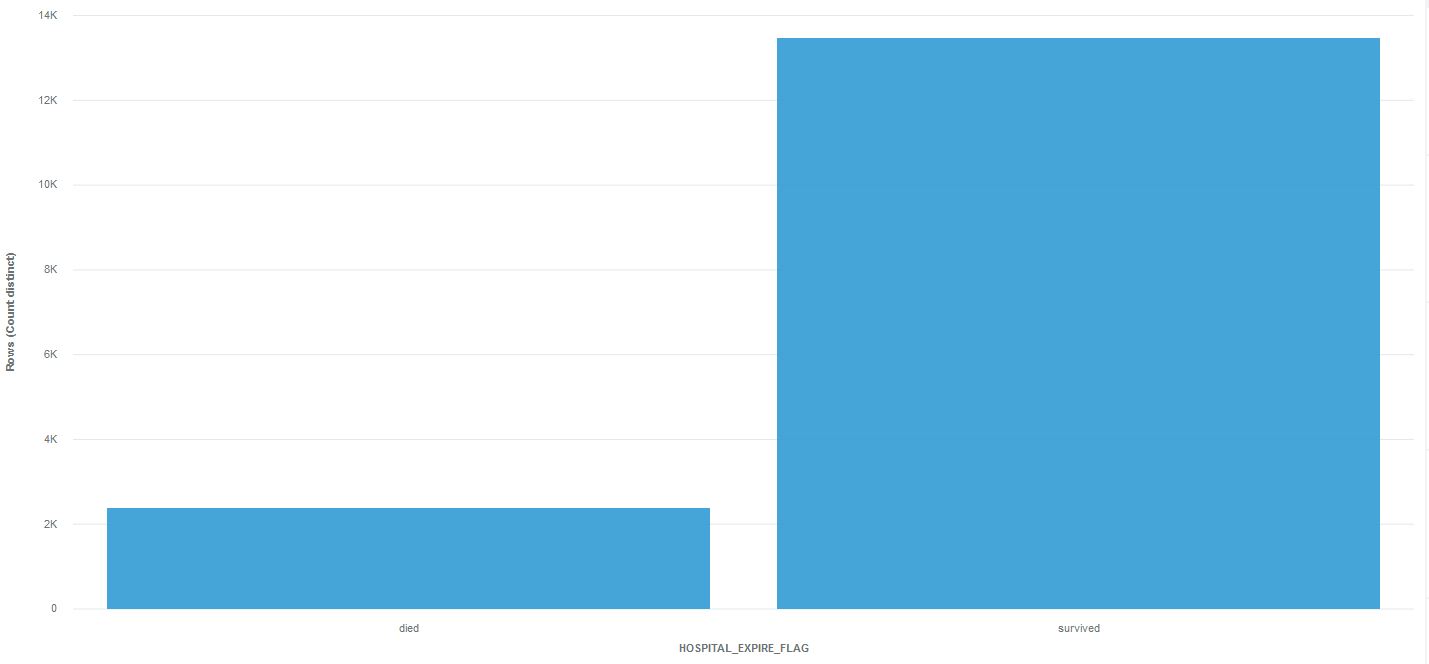 14K
12K
10K
8K
6K
4K
2K
0
Rows (Count distinct)
died
survived
HOSPITAL_EXPIRE_FLAG